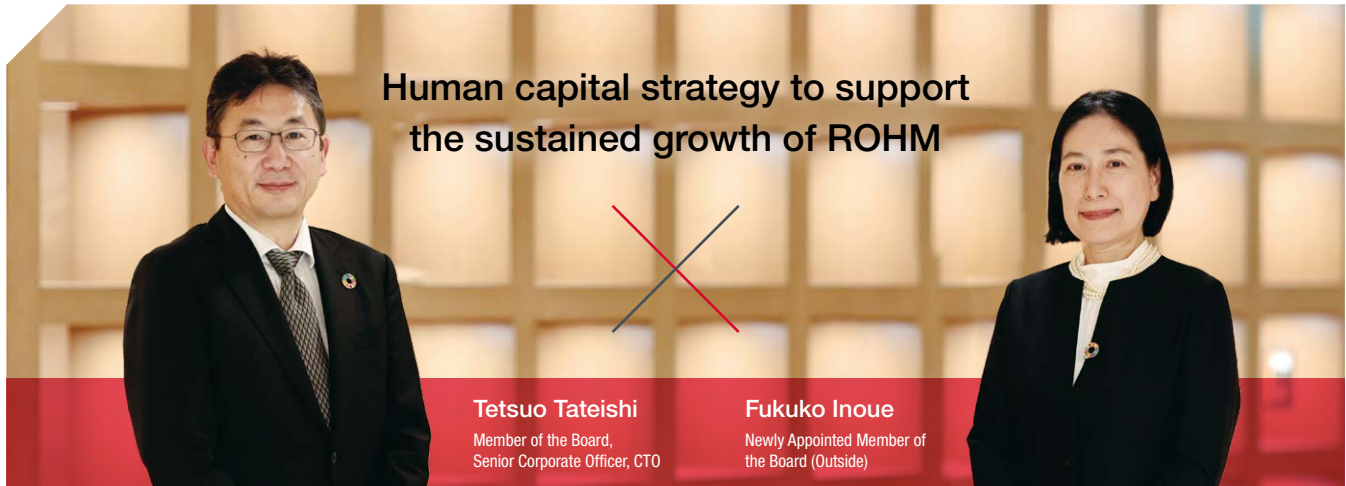 Human capital strategy to support
the sustained growth of ROHM
Tetsuo Tateishi
Member of the Board,
Senior Corporate Officer, CTO
Fukuko Inoue
Newly Appointed Member of
the Board (Outside)